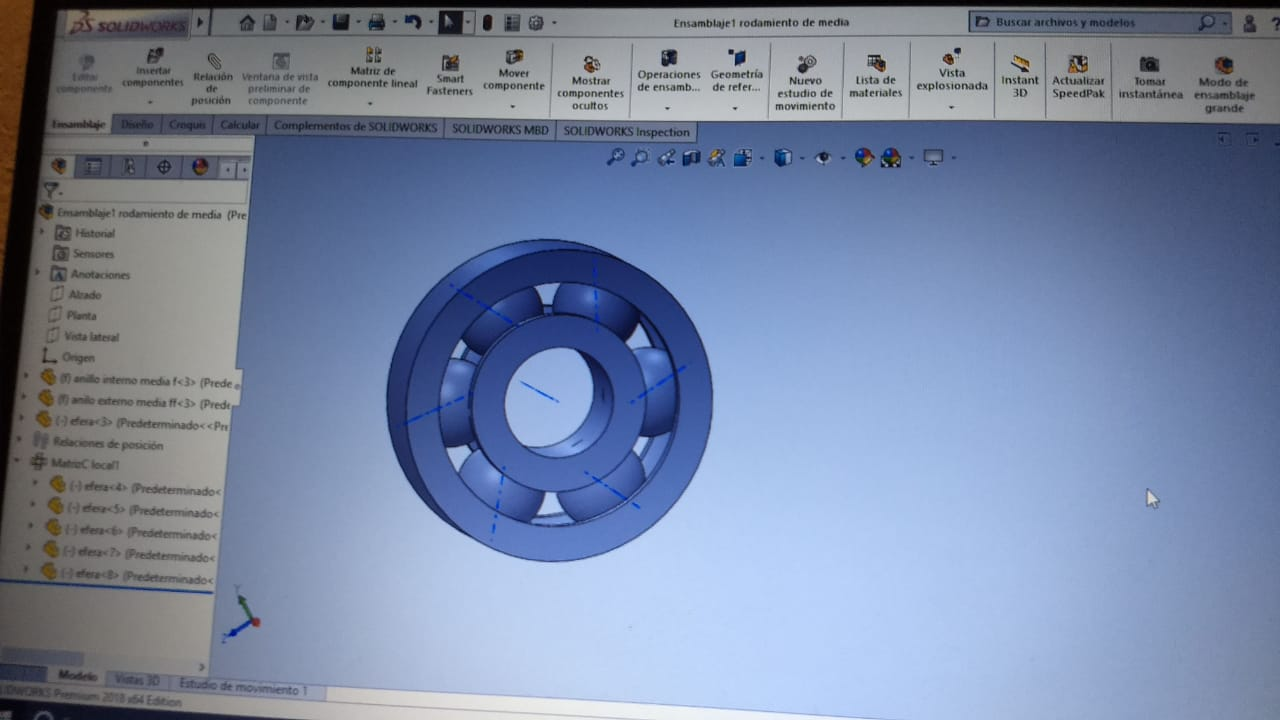 SOLIDWORKS
Ensamblaje1 rodamiento de media
Buscar archivos y modelos
?
Editar componente
Insertar componentes
Relación de posición
Ventana de vista preliminar de componente
Matriz de componente lineal
Smart Fasteners
Mover componente
Mostrar componentes ocultos
Operaciones de ensamb...
Geometría de refer...
Nuevo estudio de movimiento
Lista de materiales
Vista explosionada
Instant 3D
Actualizar SpeedPak
Tomar instantánea
Modo de ensamblaje grande
Ensamblaje
Diseño
Croquis
Calcular
Complementos de SOLIDWORKS
SOLIDWORKS MBD
SOLIDWORKS Inspection
Ensamblaje1 rodamiento de media (Pre
Historial
Sensores
Anotaciones
Alzado
Planta
Vista lateral
Origen
(f) anillo interno media f<3> (Prede
(f) anilo externo media ff<3> (Prede
(-) efera<3> (Predeterminado<<Pre
Relaciones de posición
MatrizC local1
(-) efera<4> (Predeterminado<
(-) efera<5> (Predeterminado<
(-) efera<6> (Predeterminado<
(-) efera<7> (Predeterminado<
(-) efera<8> (Predeterminado<
Y
Z
Modelo
Vistas 3D
Estudio de movimiento 1
SOLIDWORKS Premium 2018 x64 Edition